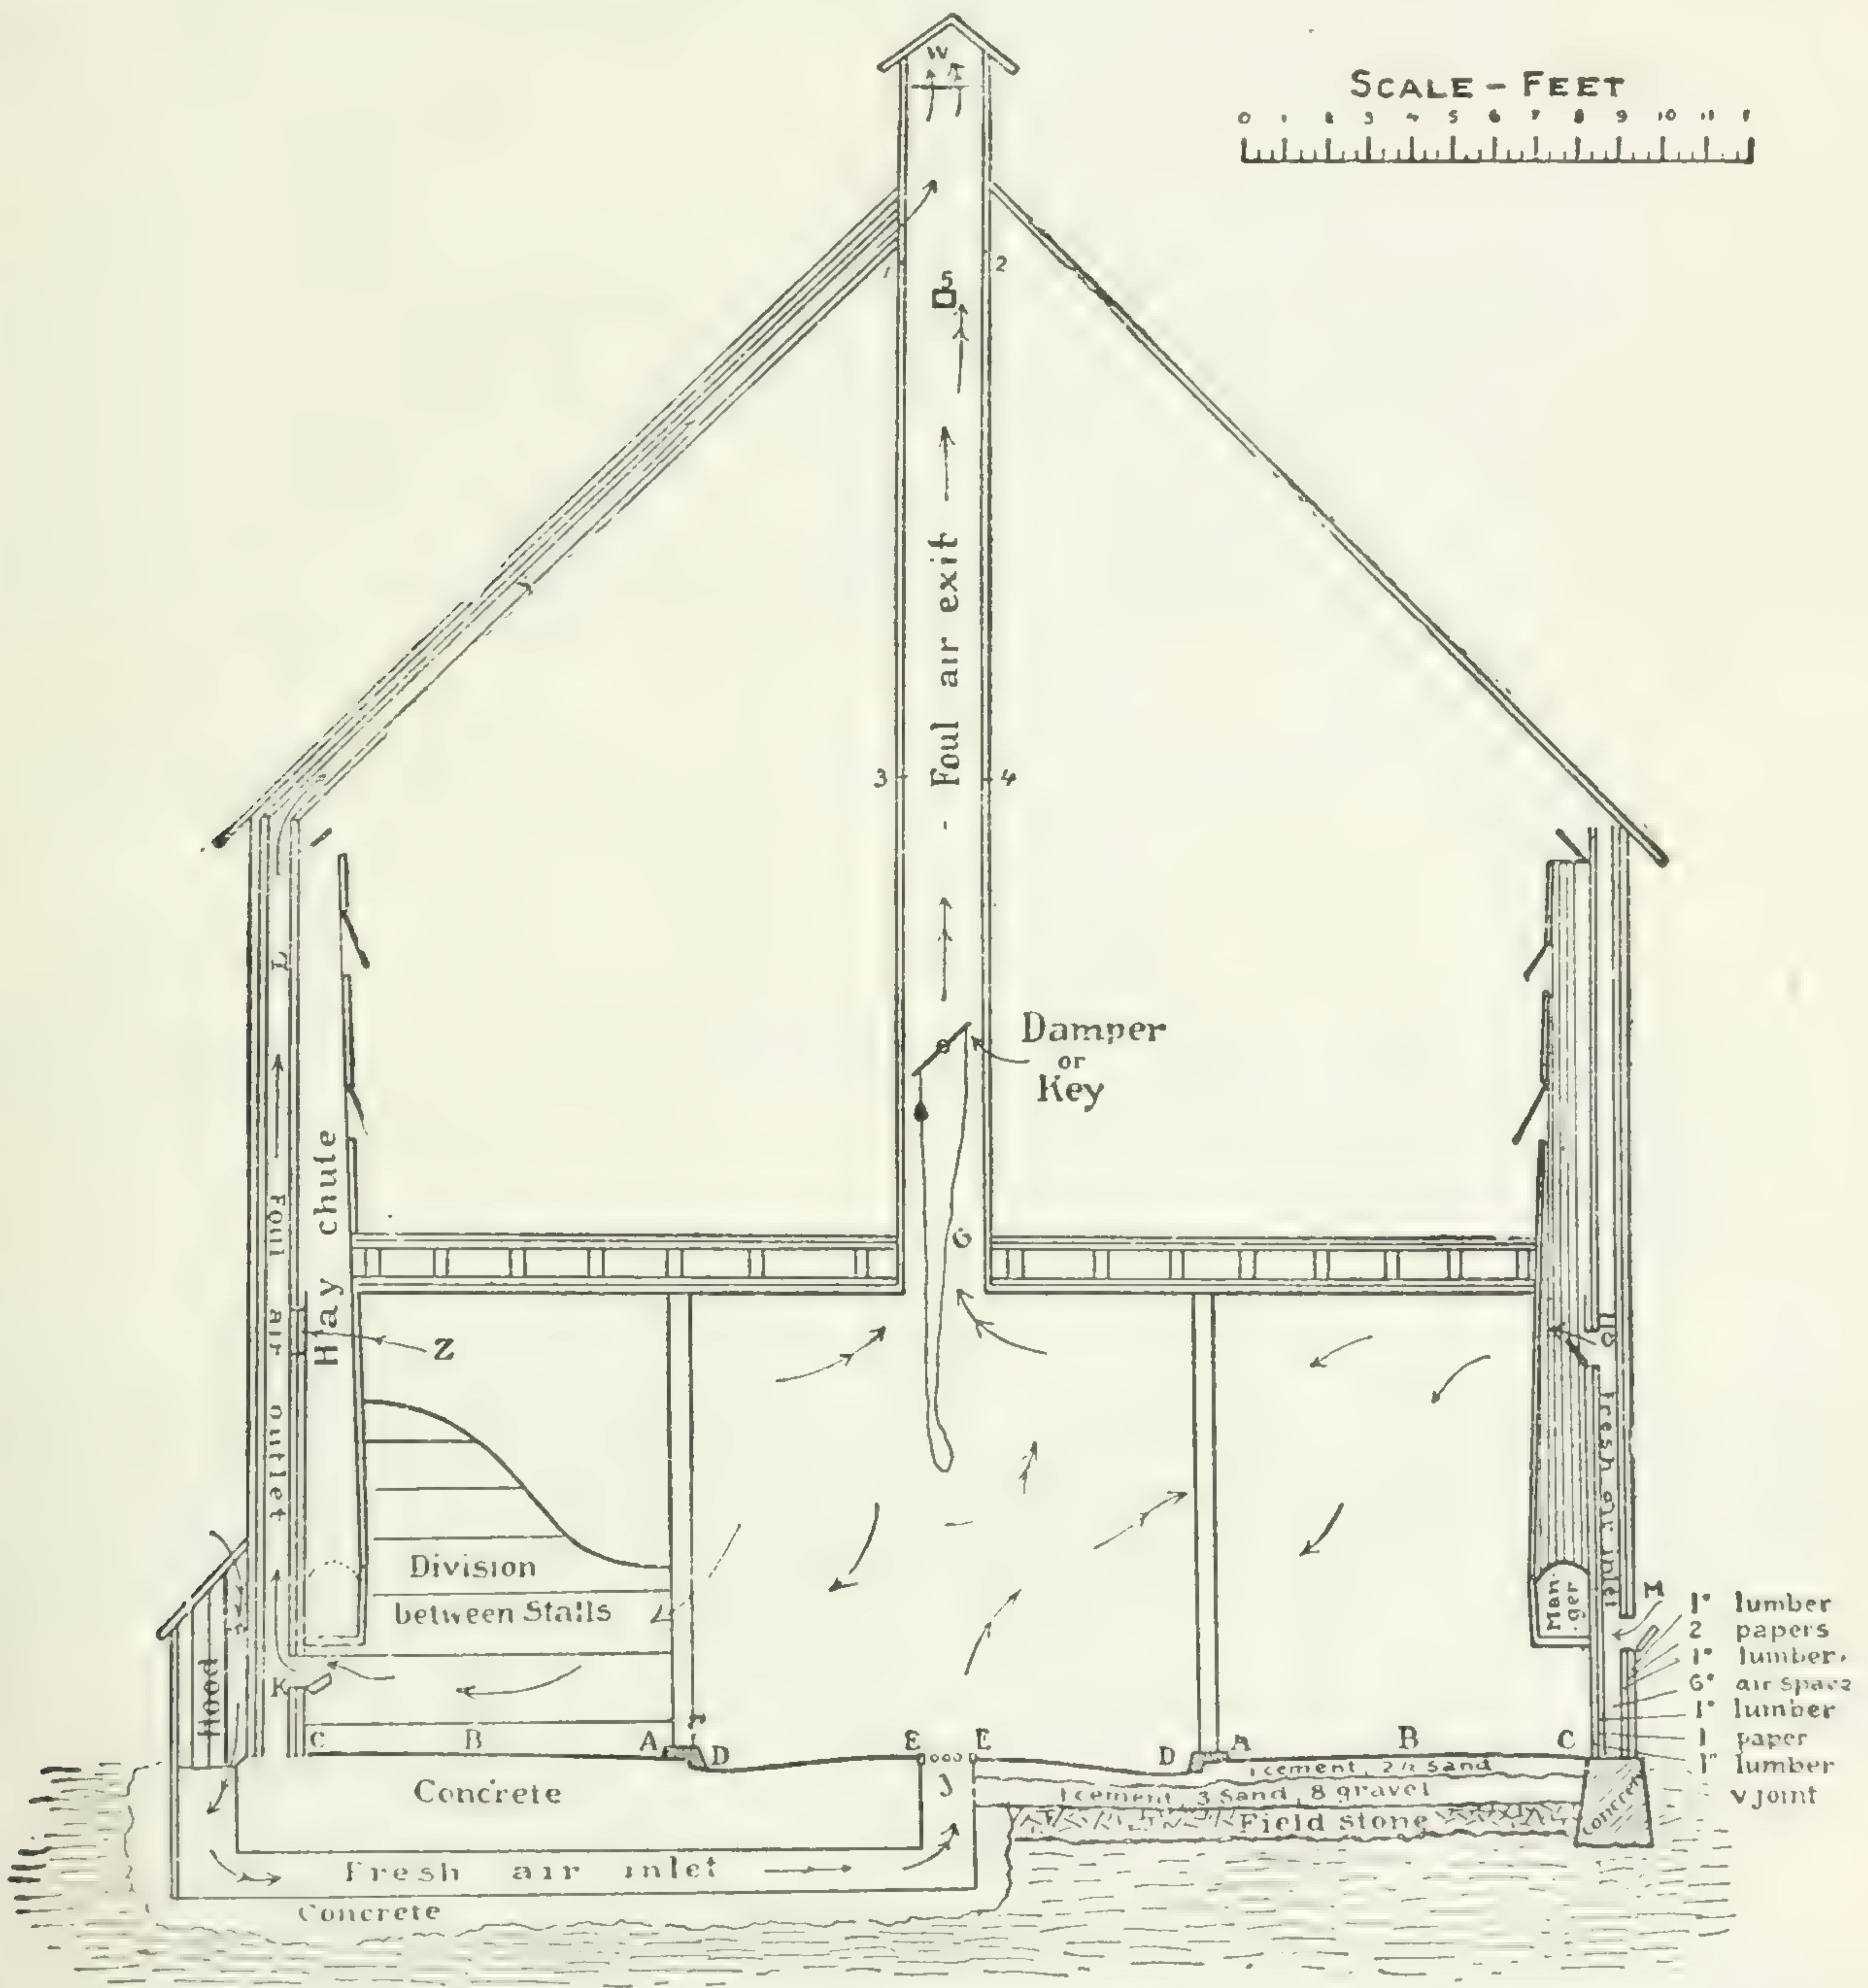 W
SCALE – FEET
0 1 2 3 4 5 6 7 8 9 10 11
1
2
5
Foul air exit
3
4
L
Damper
or
Key
Hay chute
Foul air outlet
G
Z
Fresh air inlet
Division
between Stalls
Man-
ger
M
1" lumber
2 papers
1" lumber
6" air space
1" lumber
1 paper
1" lumber
v joint
Hood
K
C B A D E E D A B C
J
Concrete
1 cement, 2½ Sand
1 cement, 3 Sand, 8 gravel
Field stone
Concrete
Fresh air inlet
Concrete